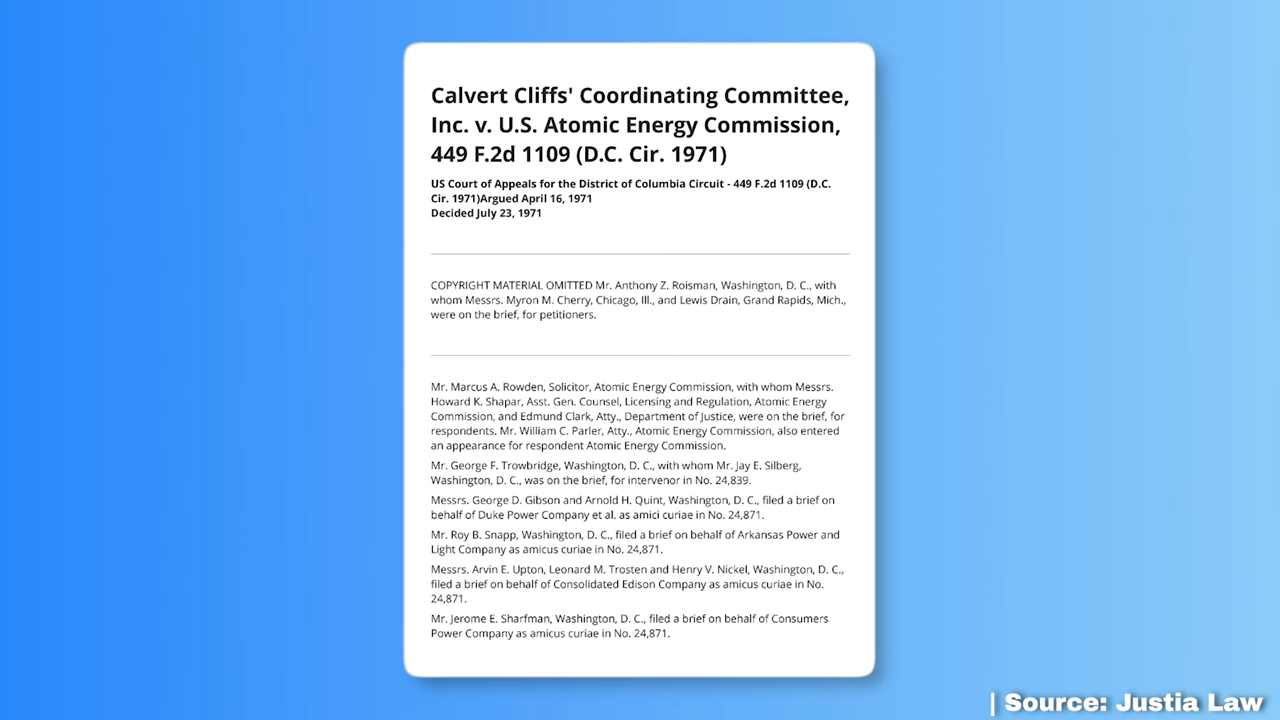 Calvert Cliffs' Coordinating Committee,
Inc. v. U.S. Atomic Energy Commission,
449 F.2d 1109 (D.C. Cir. 1971)
US Court of Appeals for the District of Columbia Circuit - 449 F.2d 1109 (D.C.
Cir. 1971)Argued April 16, 1971
Decided July 23, 1971
COPYRIGHT MATERIAL OMITTED Mr. Anthony Z. Roisman, Washington, D. C., with
whom Messrs. Myron M. Cherry, Chicago, Ill., and Lewis Drain, Grand Rapids, Mich.,
were on the brief, for petitioners.
Mr. Marcus A. Rowden, Solicitor, Atomic Energy Commission, with whom Messrs.
Howard K. Shapar, Asst. Gen. Counsel, Licensing and Regulation, Atomic Energy
Commission, and Edmund Clark, Atty., Department of Justice, were on the brief, for
respondents. Mr. William C. Parler, Atty., Atomic Energy Commission, also entered
an appearance for respondent Atomic Energy Commission.
Mr. George F. Trowbridge, Washington, D. C., with whom Mr. Jay E. Silberg,
Washington, D. C., was on the brief, for intervenor in No. 24,839.
Messrs. George D. Gibson and Arnold H. Quint, Washington, D. C., filed a brief on
behalf of Duke Power Company et al. as amici curiae in No. 24,871.
Mr. Roy B. Snapp, Washington, D. C., filed a brief on behalf of Arkansas Power and
Light Company as amicus curiae in No. 24,871.
Messrs. Arvin E. Upton, Leonard M. Trosten and Henry V. Nickel, Washington, D. C.,
filed a brief on behalf of Consolidated Edison Company as amicus curiae in No.
24,871.
Mr. Jerome E. Sharfman, Washington, D. C., filed a brief on behalf of Consumers
Power Company as amicus curiae in No. 24,871.
| Source: Justia Law